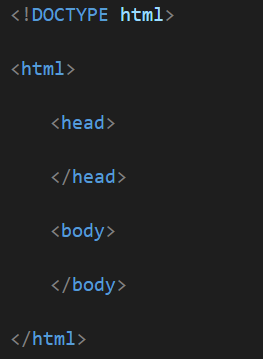 <!DOCTYPE html>
<html>
<head>
</head>
<body>
</body>
</html>